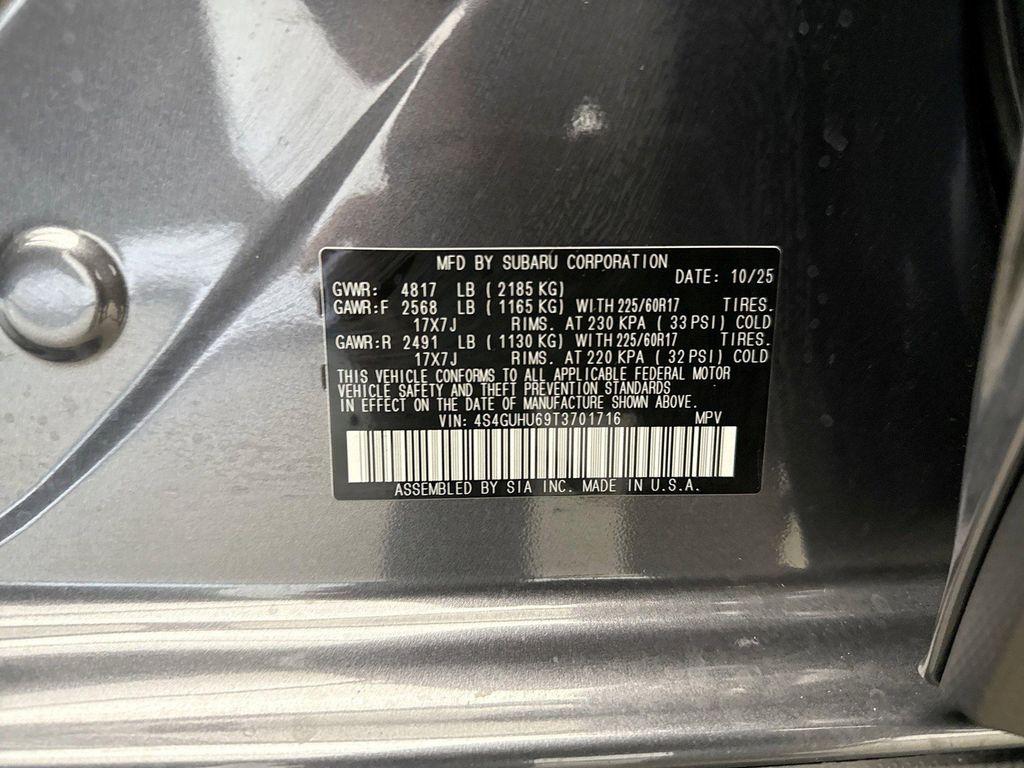 MFD BY SUBARU CORPORATION
DATE: 10/25
GVWR: 4817 LB ( 2185 KG)
GAWR:F 2568 LB ( 1165 KG) WITH 225/60R17 TIRES.
17X7J RIMS. AT 230 KPA ( 33 PSI) COLD
GAWR:R 2491 LB ( 1130 KG) WITH 225/60R17 TIRES.
17X7J RIMS. AT 220 KPA ( 32 PSI) COLD
THIS VEHICLE CONFORMS TO ALL APPLICABLE FEDERAL MOTOR
VEHICLE SAFETY AND THEFT PREVENTION STANDARDS
IN EFFECT ON THE DATE OF MANUFACTURE SHOWN ABOVE.
VIN: 4S4GUHU69T3701716 MPV
ASSEMBLED BY SIA INC. MADE IN U.S.A.